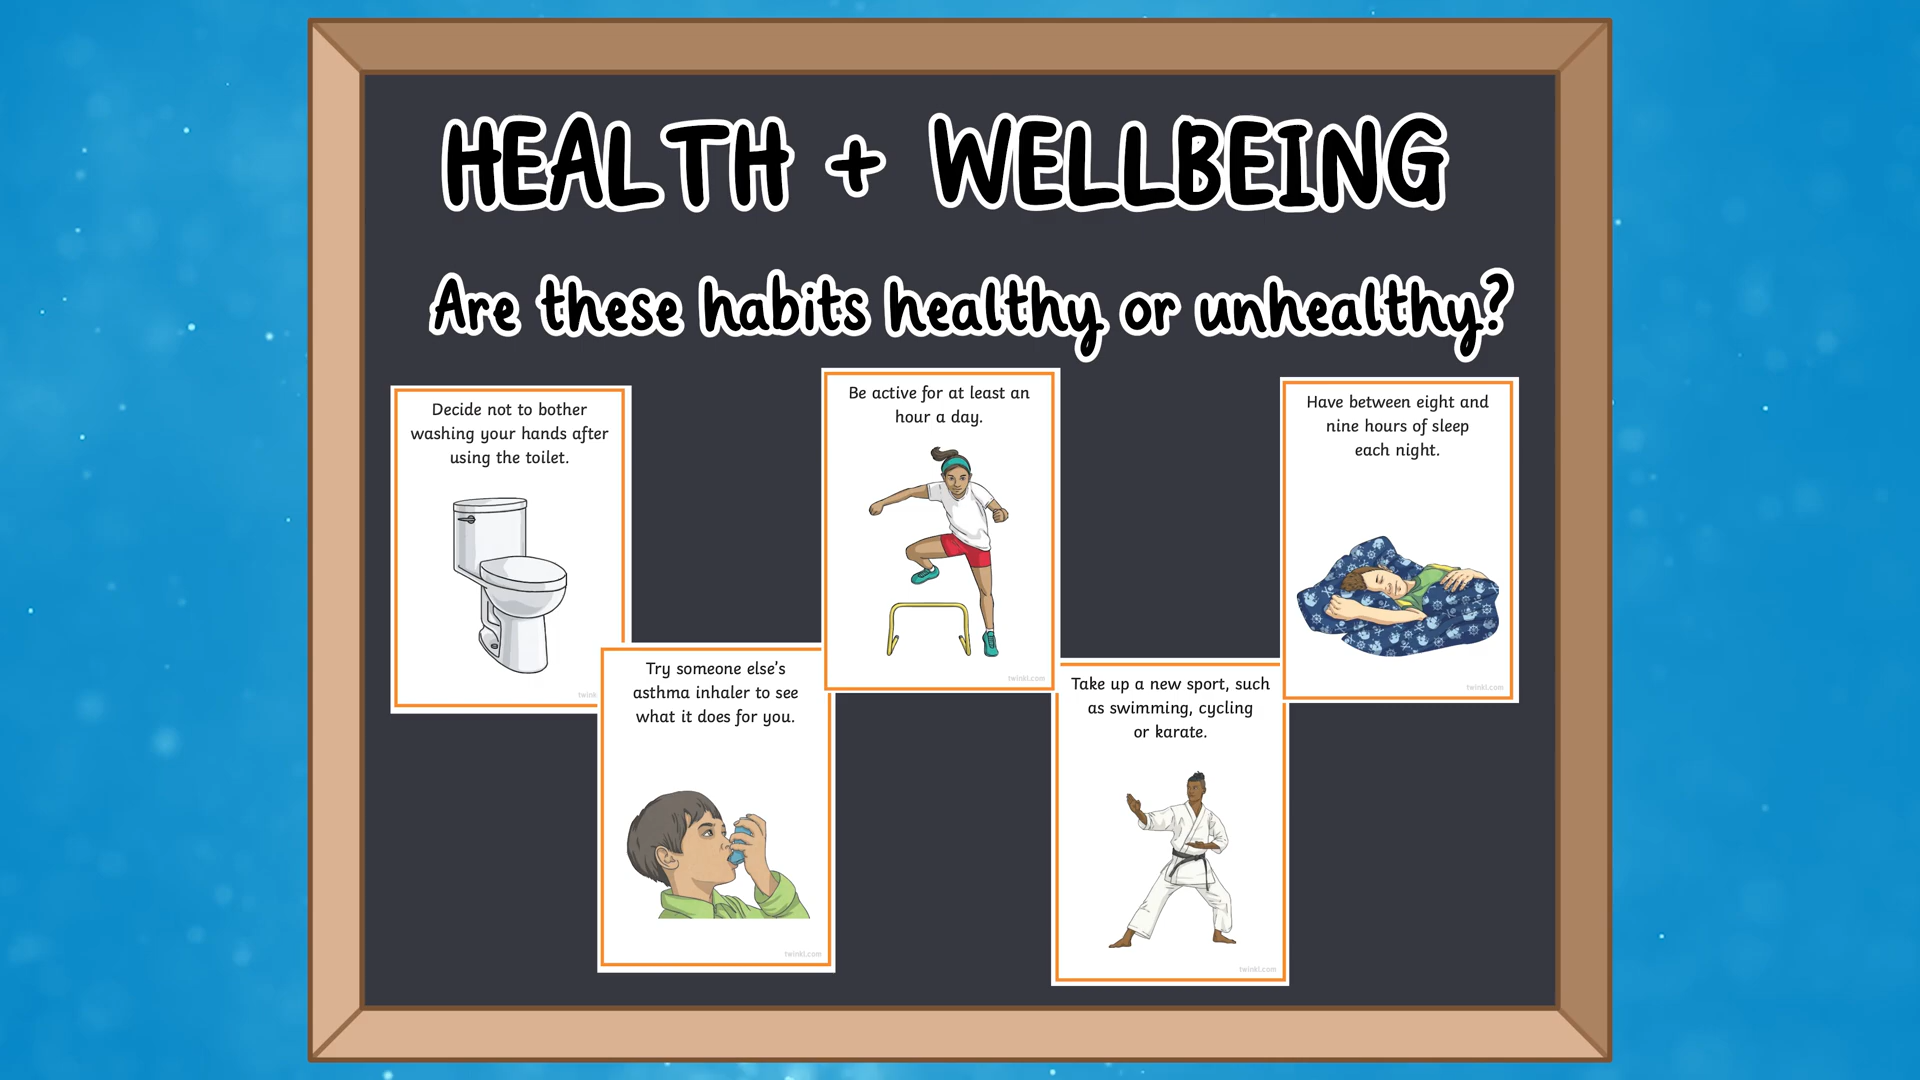 HEALTH + WELLBEING
Are these habits healthy or unhealthy?
Decide not to bother
washing your hands after
using the toilet.
twinkl
Try someone else's
asthma inhaler to see
what it does for you.
twinkl.com
Be active for at least an
hour a day.
twinkl.com
Take up a new sport, such
as swimming, cycling
or karate.
twinkl.com
Have between eight and
nine hours of sleep
each night.
twinkl.com